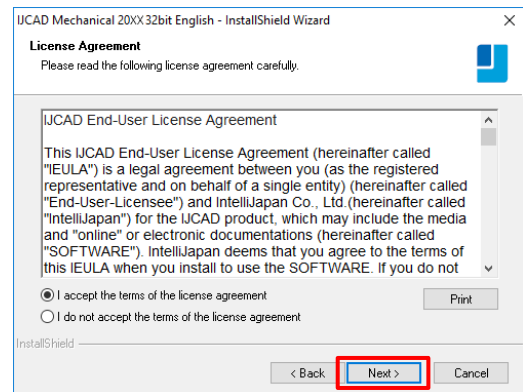 IJCAD Mechanical 20XX 32bit English - InstallShield Wizard
License Agreement
Please read the following license agreement carefully.
IJCAD End-User License Agreement
This IJCAD End-User License Agreement (hereinafter called
"IEULA") is a legal agreement between you (as the registered
representative and on behalf of a single entity) (hereinafter called
"End-User-Licensee") and IntelliJapan Co., Ltd.(hereinafter called
"IntelliJapan") for the IJCAD product, which may include the media
and "online" or electronic documentations (hereinafter called
"SOFTWARE"). IntelliJapan deems that you agree to the terms of
this IEULA when you install to use the SOFTWARE. If you do not
I accept the terms of the license agreement
Print
I do not accept the terms of the license agreement
InstallShield
< Back
Next >
Cancel